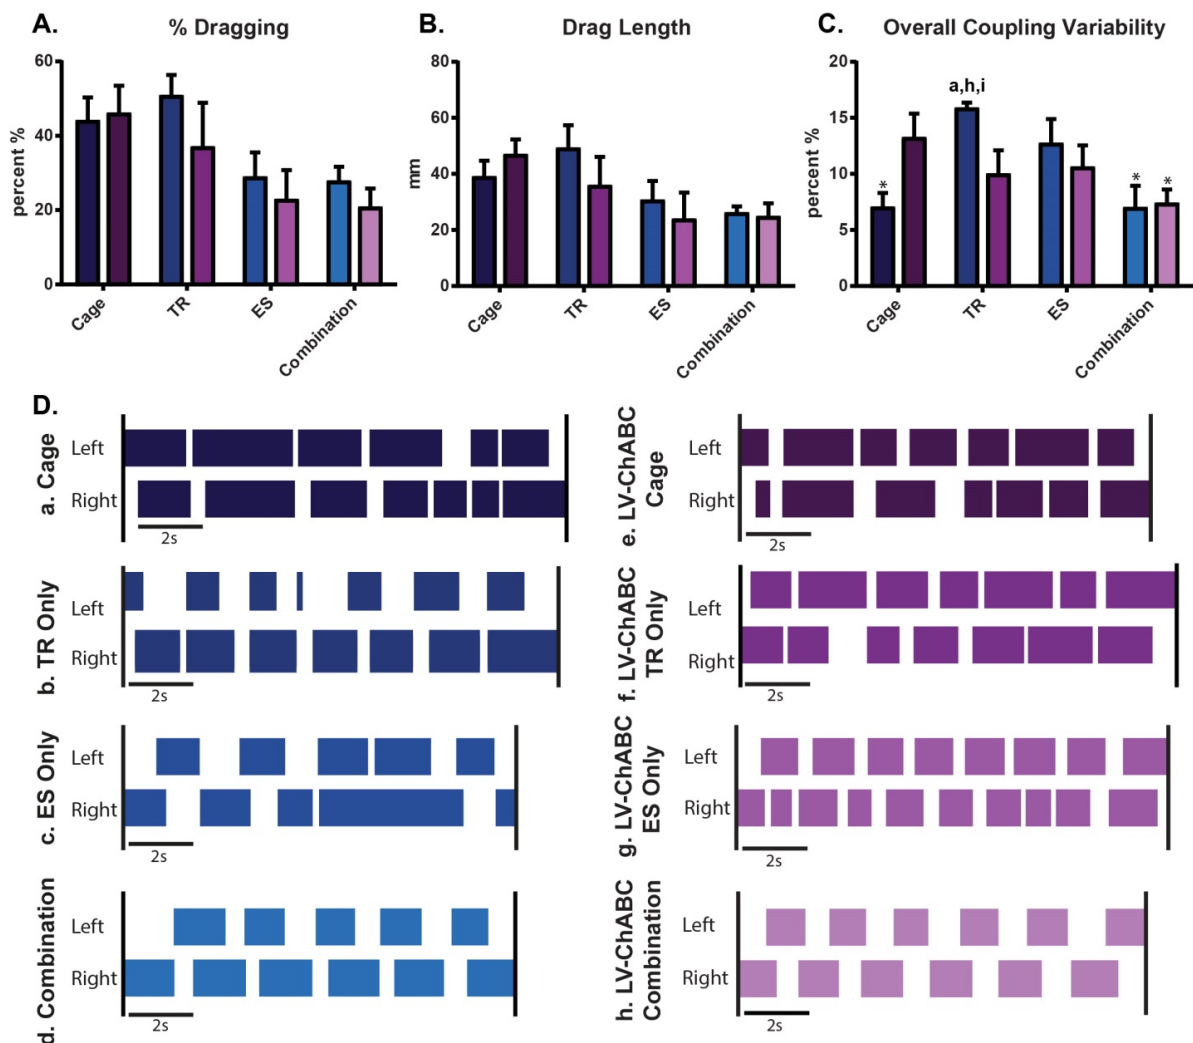 A.
% Dragging
60
40
20
0
percent %
Cage
TR
ES
Combination
B.
Drag Length
80
60
40
20
0
mm
Cage
TR
ES
Combination
C.
Overall Coupling Variability
20
15
10
5
0
percent %
*
a,h,i
*
*
Cage
TR
ES
Combination
D.
a. Cage
Left
Right
2s
b. TR Only
Left
Right
2s
c. ES Only
Left
Right
2s
d. Combination
Left
Right
2s
e. LV-ChABC
Cage
Left
Right
2s
f. LV-ChABC
TR Only
Left
Right
2s
g. LV-ChABC
ES Only
Left
Right
2s
h. LV-ChABC
Combination
Left
Right
2s